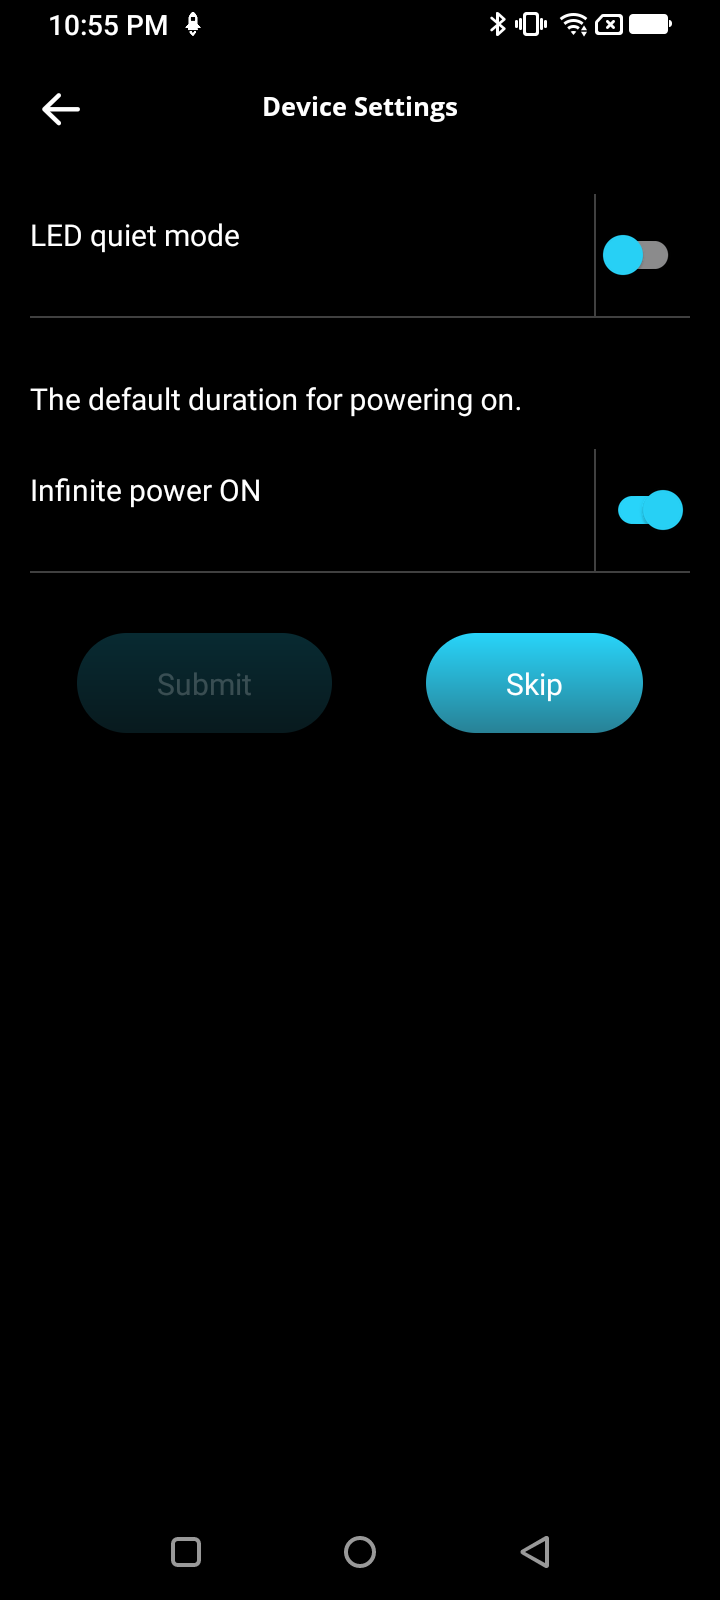 10:55 PM
Device Settings
LED quiet mode
The default duration for powering on.
Infinite power ON
Submit
Skip